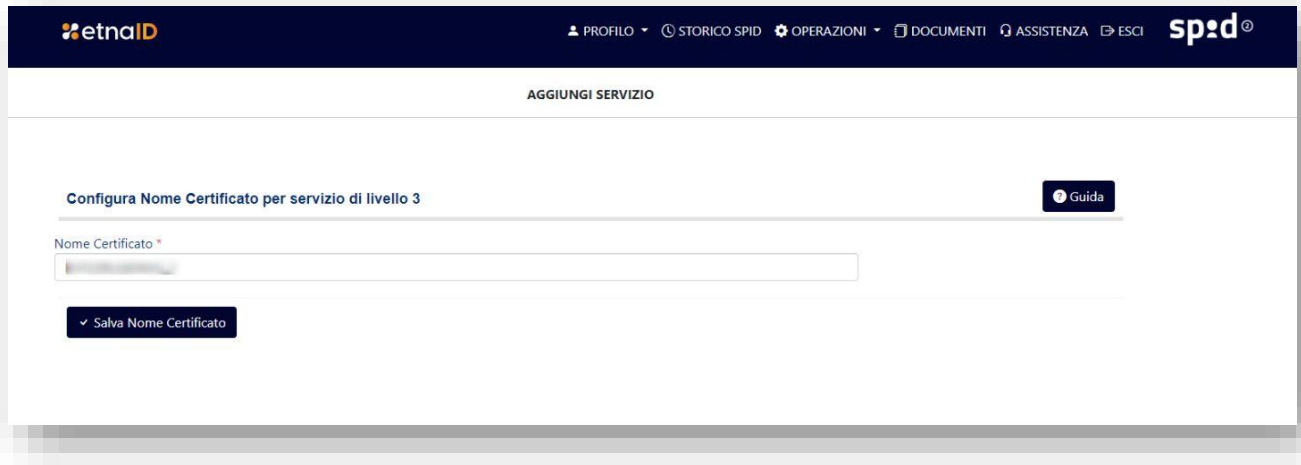 etnaID
PROFILO STORICO SPID OPERAZIONI DOCUMENTI ASSISTENZA ESCI
spid 2
AGGIUNGI SERVIZIO
Configura Nome Certificato per servizio di livello 3
Guida
Nome Certificato *
Salva Nome Certificato